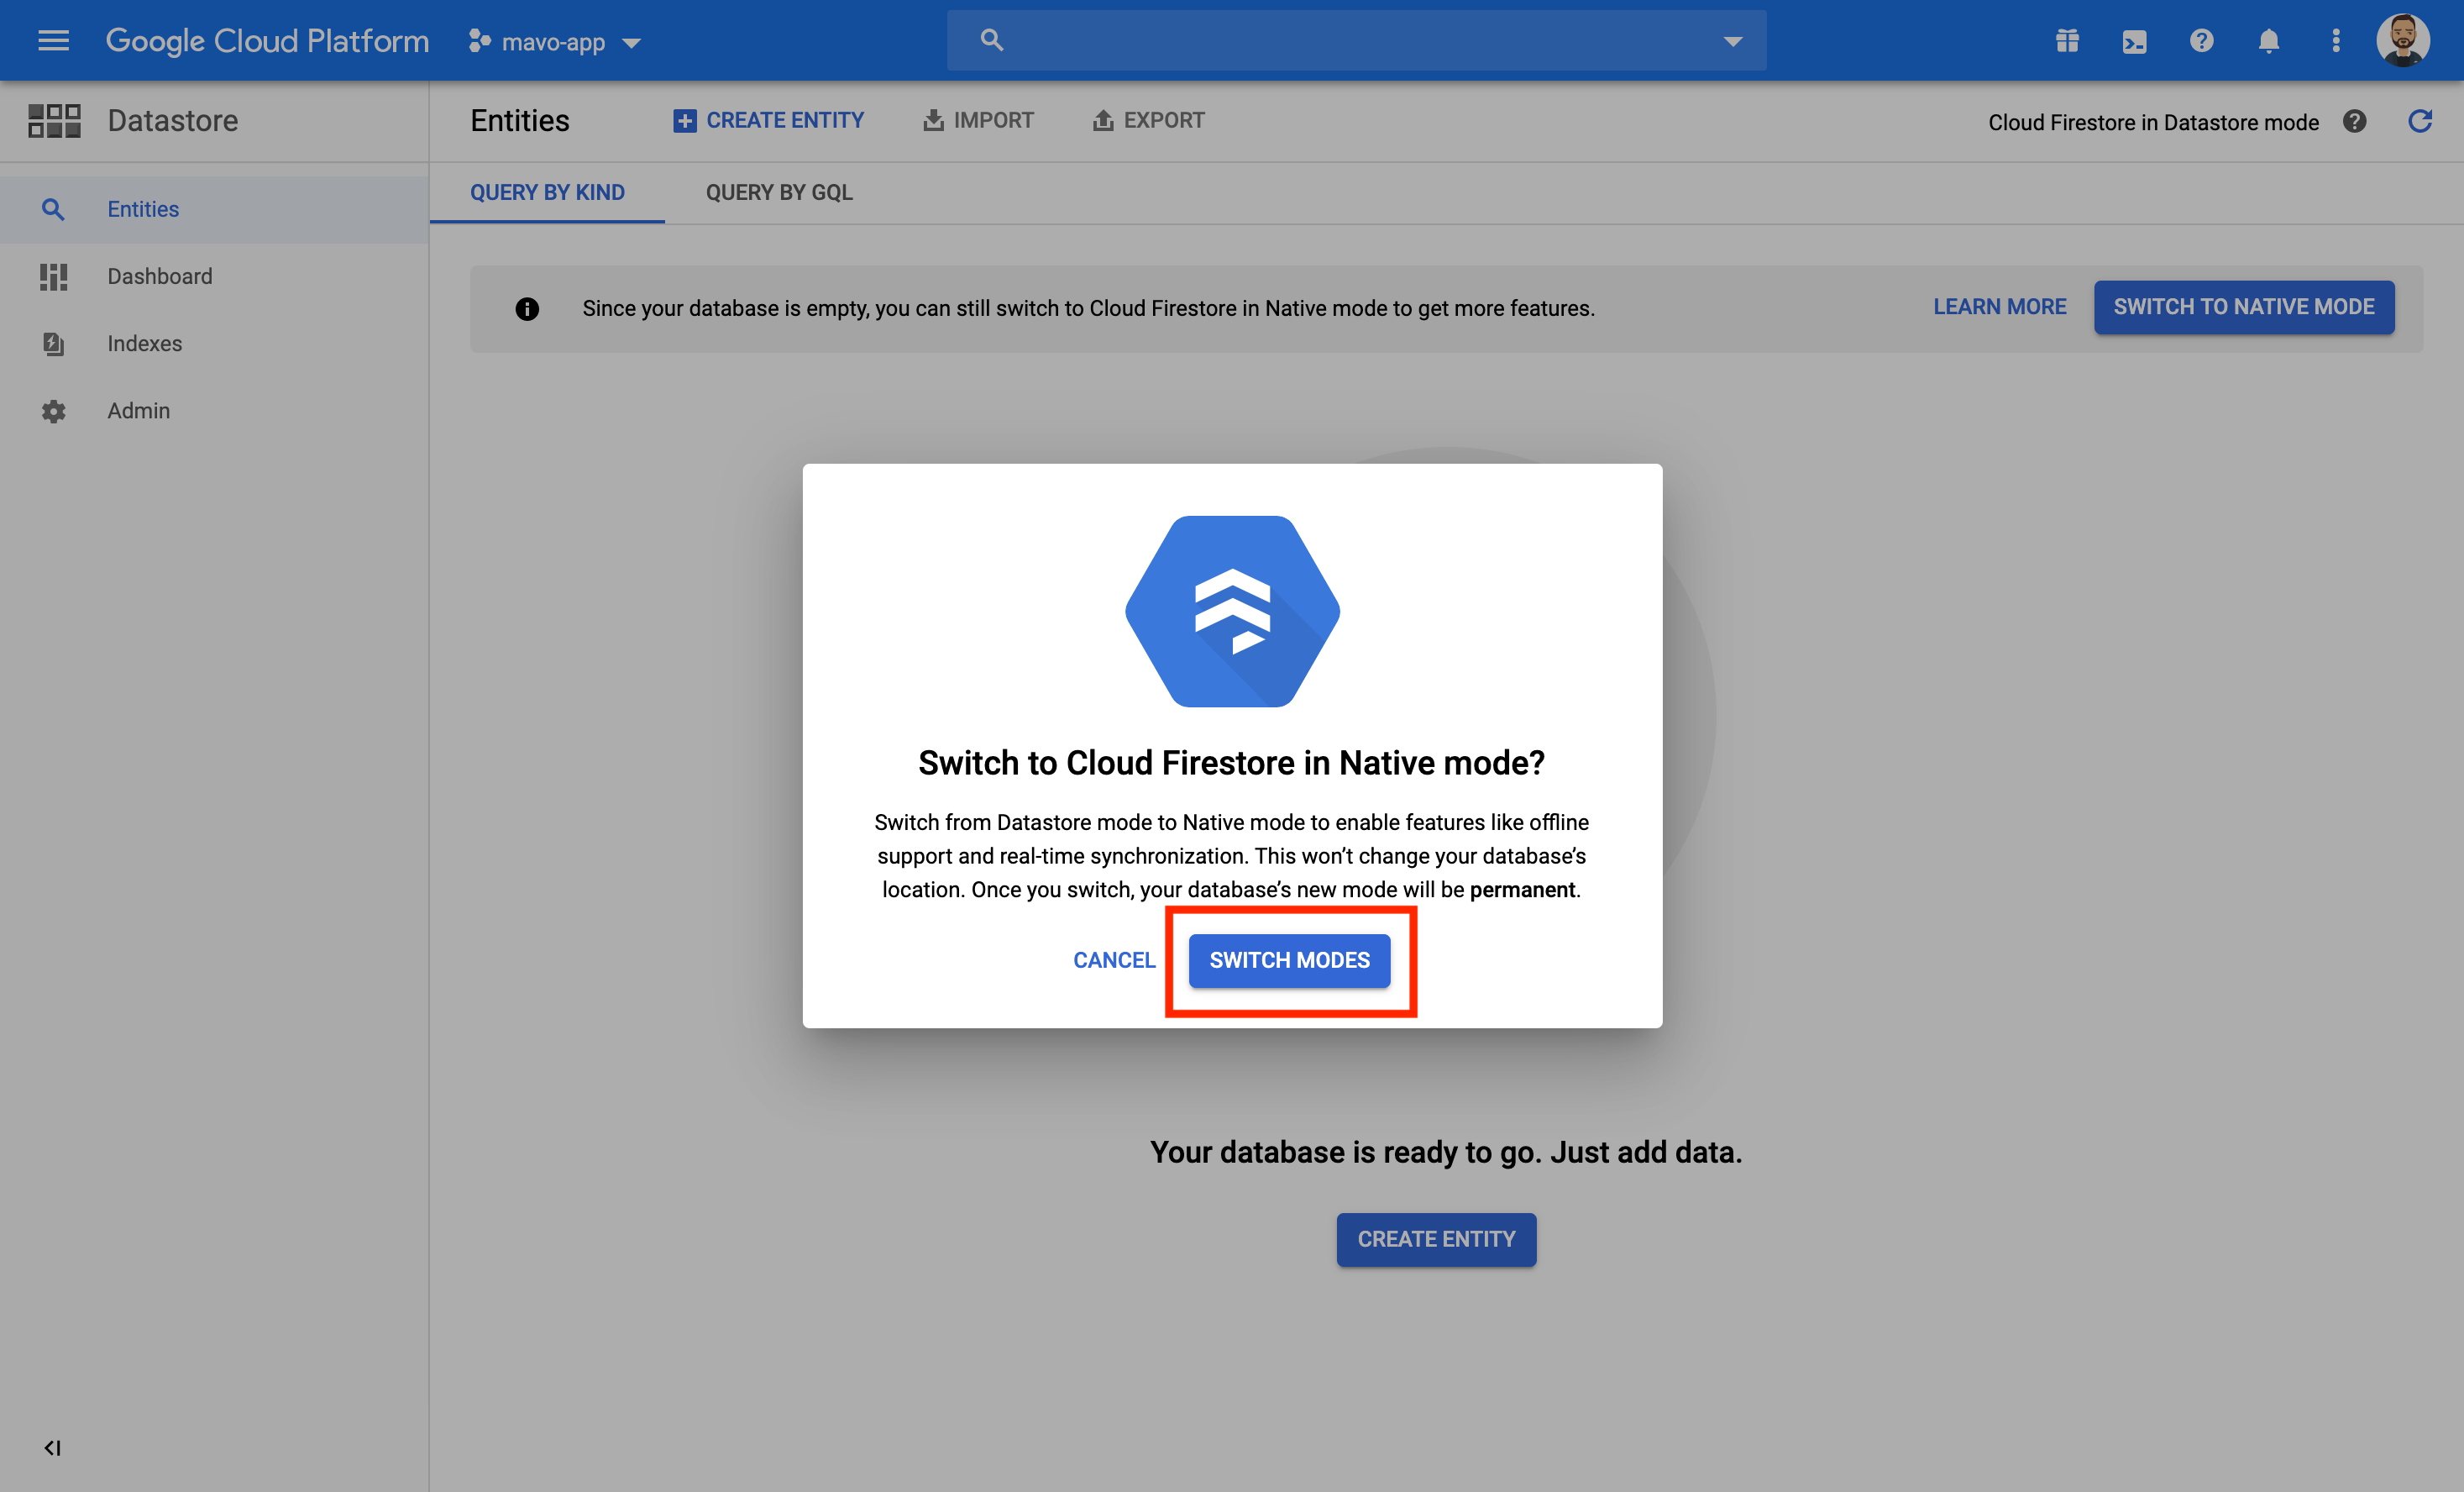 Google Cloud Platform
mavo-app
Datastore
Entities
CREATE ENTITY
IMPORT
EXPORT
Cloud Firestore in Datastore mode
Entities
Dashboard
Indexes
Admin
QUERY BY KIND
QUERY BY GQL
Since your database is empty, you can still switch to Cloud Firestore in Native mode to get more features.
LEARN MORE
SWITCH TO NATIVE MODE
Switch to Cloud Firestore in Native mode?
Switch from Datastore mode to Native mode to enable features like offline
support and real-time synchronization. This won’t change your database’s
location. Once you switch, your database’s new mode will be permanent.
CANCEL
SWITCH MODES
Your database is ready to go. Just add data.
CREATE ENTITY